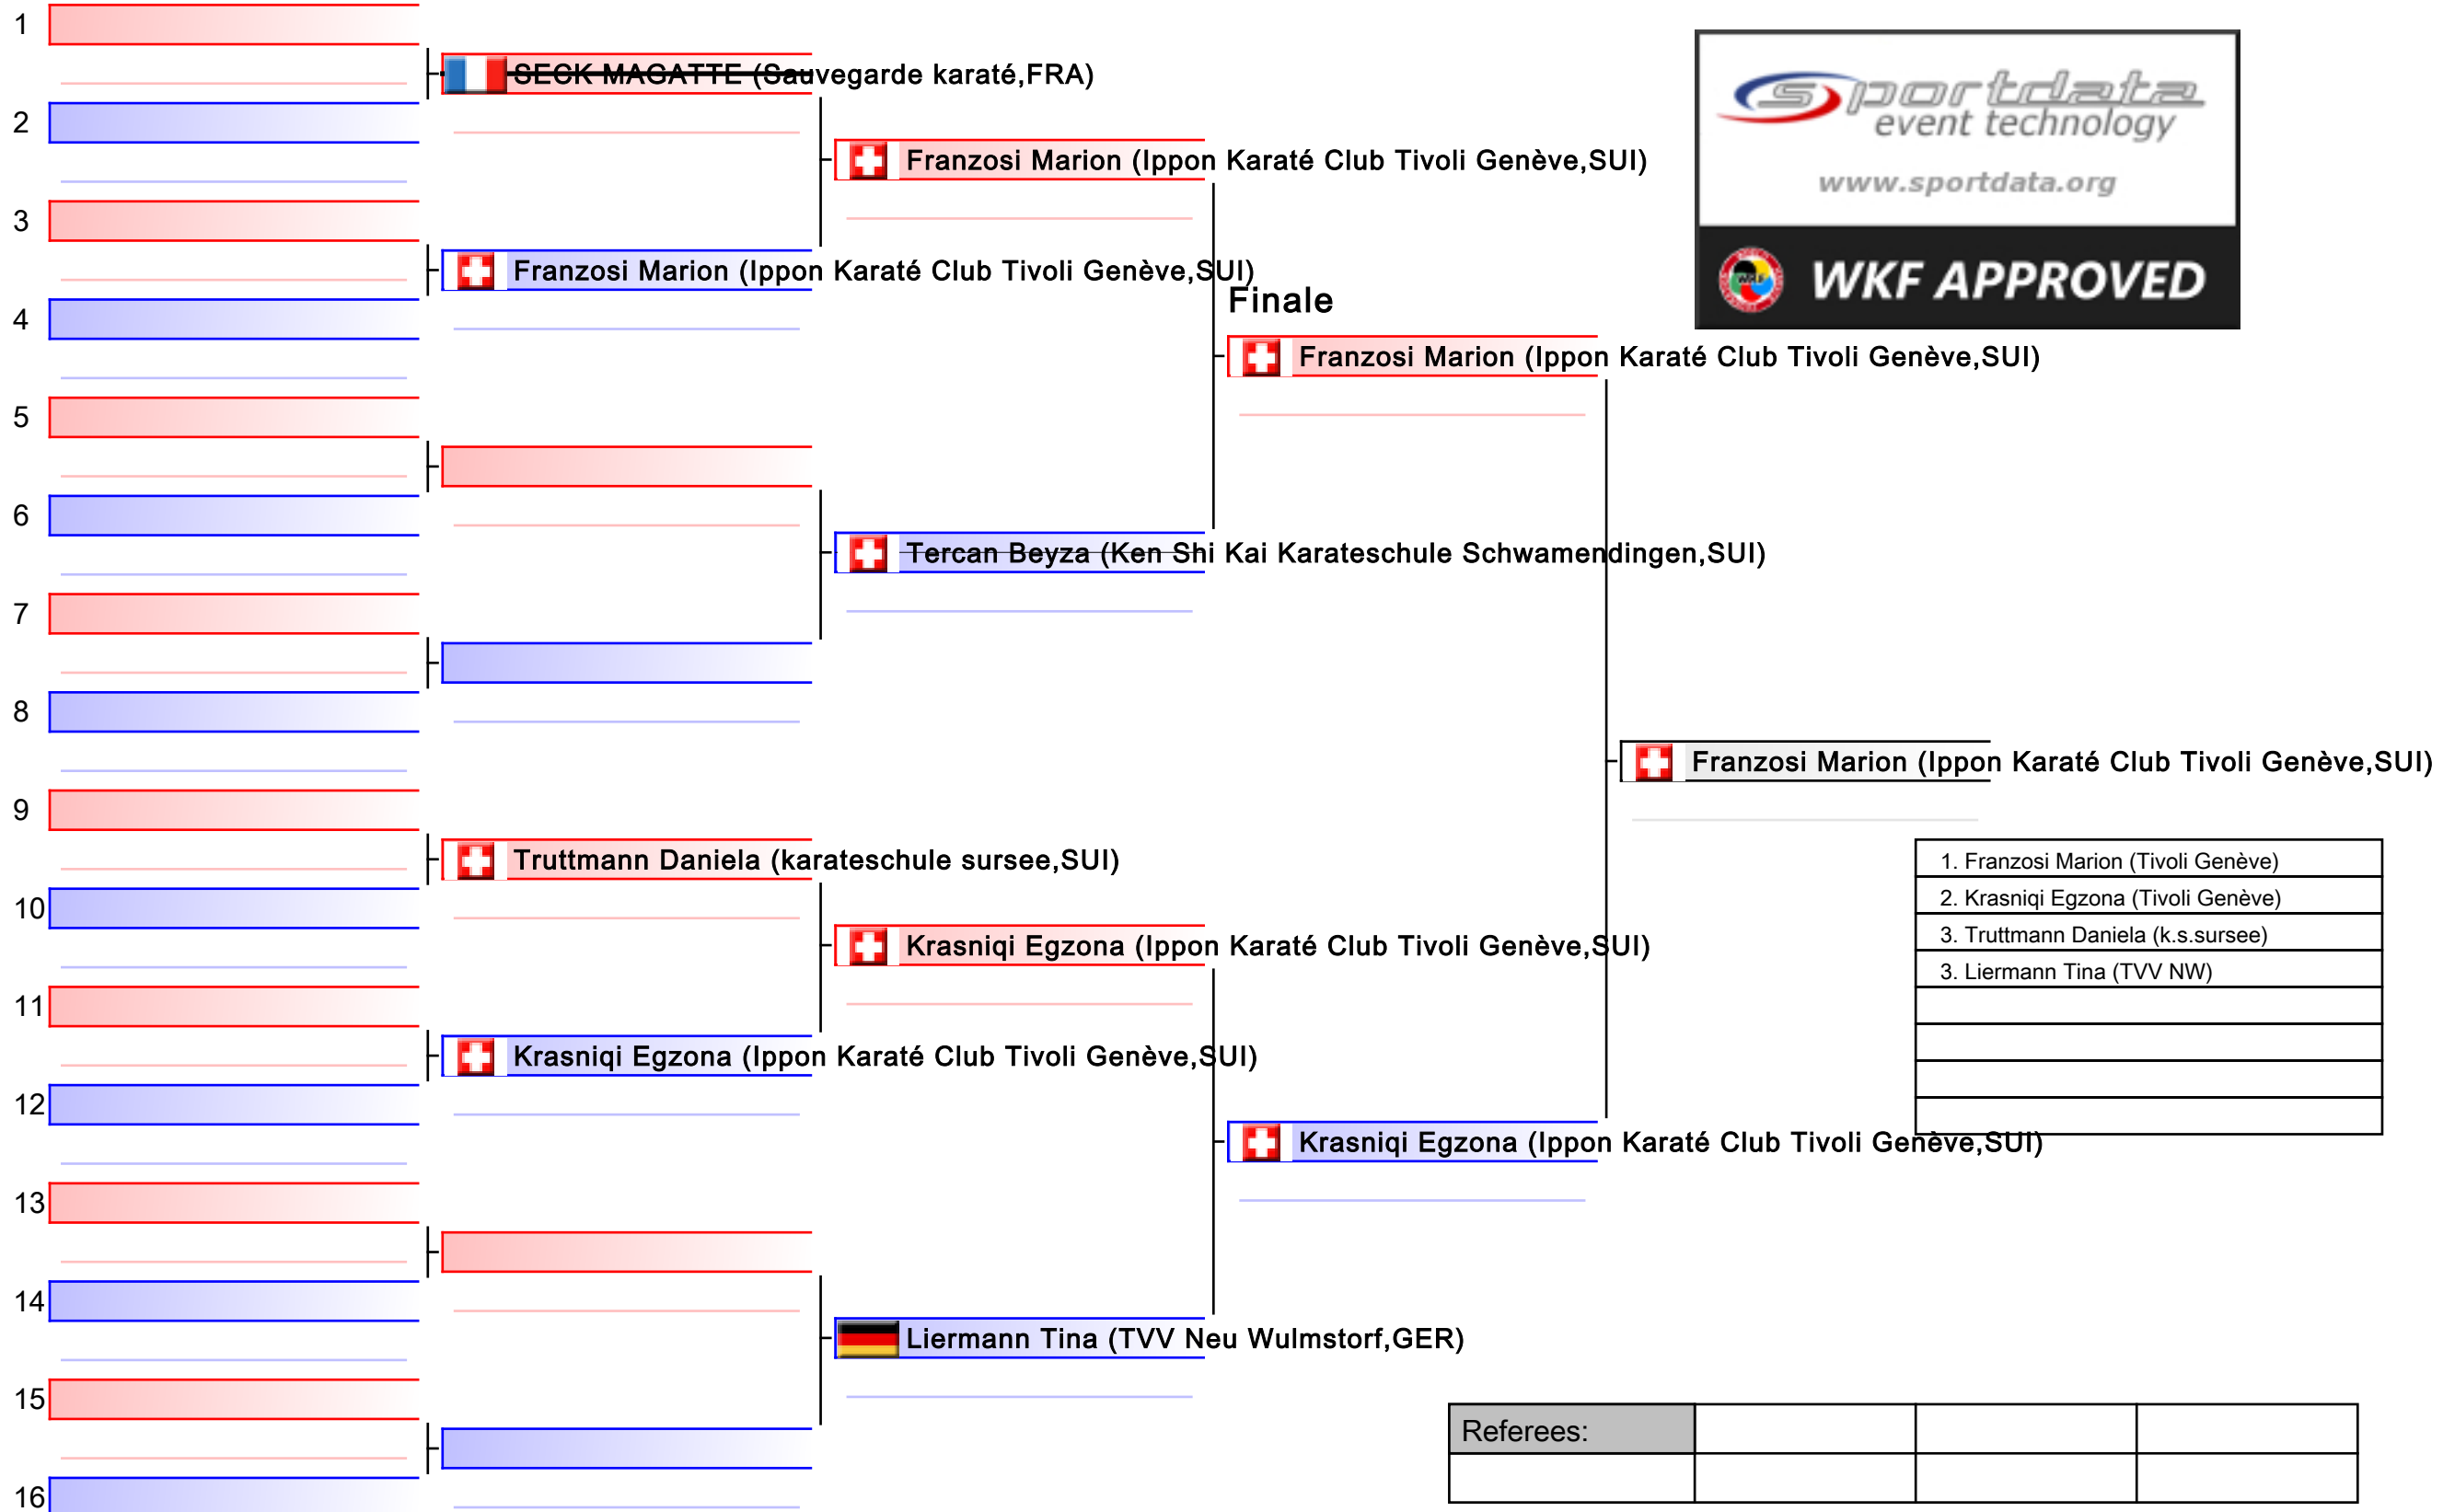 1
SECK MAGATTE (Sauvegarde karaté,FRA)
2
Franzosi Marion (Ippon Karaté Club Tivoli Genève,SUI)
3
Franzosi Marion (Ippon Karaté Club Tivoli Genève,SUI)
4
Finale
Franzosi Marion (Ippon Karaté Club Tivoli Genève,SUI)
5
6
Tercan Beyza (Ken Shi Kai Karateschule Schwamendingen,SUI)
7
8
Franzosi Marion (Ippon Karaté Club Tivoli Genève,SUI)
9
Truttmann Daniela (karateschule sursee,SUI)
10
Krasniqi Egzona (Ippon Karaté Club Tivoli Genève,SUI)
11
Krasniqi Egzona (Ippon Karaté Club Tivoli Genève,SUI)
12
Krasniqi Egzona (Ippon Karaté Club Tivoli Genève,SUI)
13
14
Liermann Tina (TVV Neu Wulmstorf,GER)
15
16
sportdata
event technology
www.sportdata.org
WKF
WKF APPROVED
1. Franzosi Marion (Tivoli Genève)
2. Krasniqi Egzona (Tivoli Genève)
3. Truttmann Daniela (k.s.sursee)
3. Liermann Tina (TVV NW)
Referees: